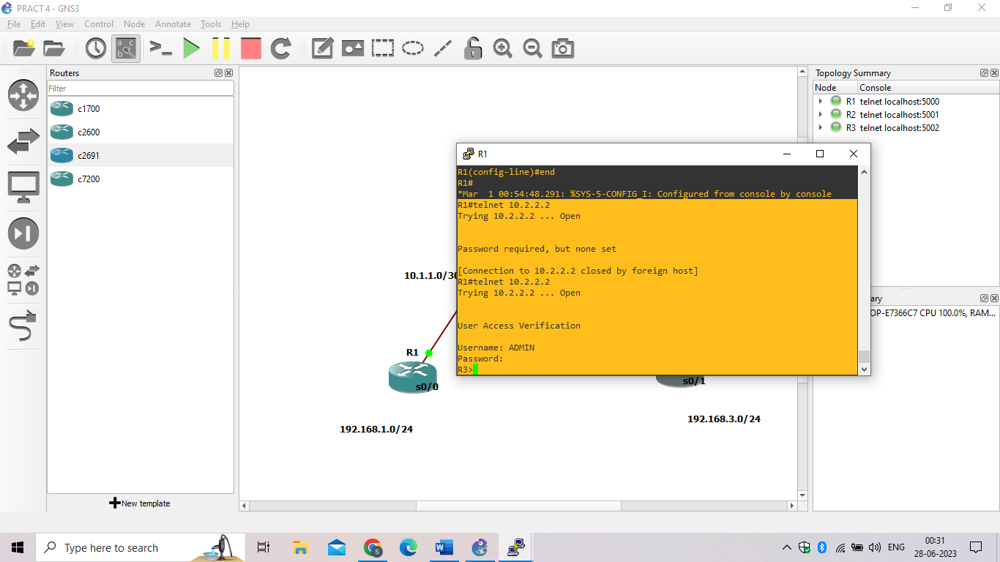 PRACT 4 - GNS3
File Edit View Control Node Annotate Tools Help
Routers
Filter
c1700
c2600
c2691
c7200
New template
Topology Summary
Node Console
R1 telnet localhost:5000
R2 telnet localhost:5001
R3 telnet localhost:5002
ary
OP-E7366C7 CPU 100.0%, RAM...
R1
R1(config-line)#end
R1#
*Mar  1 00:54:48.291: %SYS-5-CONFIG_I: Configured from console by console
R1#telnet 10.2.2.2
Trying 10.2.2.2 ... Open
Password required, but none set
[Connection to 10.2.2.2 closed by foreign host]
R1#telnet 10.2.2.2
Trying 10.2.2.2 ... Open
User Access Verification
Username: ADMIN
Password:
R3>
10.1.1.0/30
R1
s0/0
192.168.1.0/24
s0/1
192.168.3.0/24
Type here to search
ENG
00:31
28-06-2023